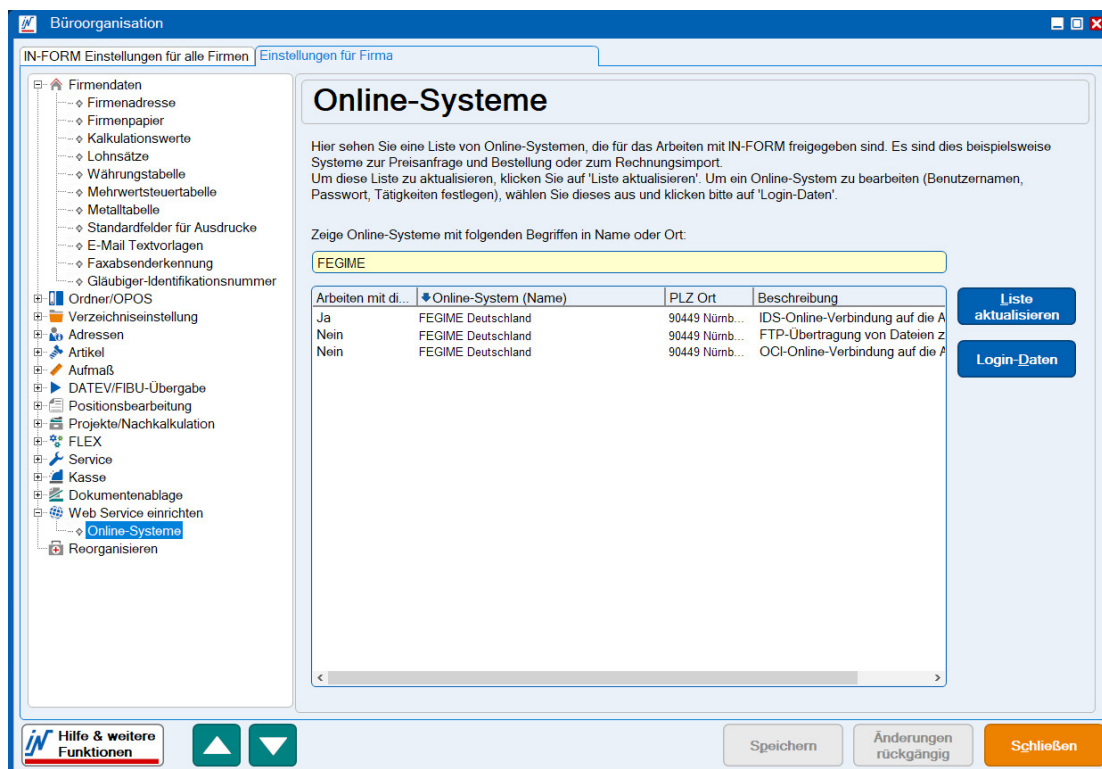 Büroorganisation
IN-FORM Einstellungen für alle Firmen
Einstellungen für Firma
Firmendaten
Firmenadresse
Firmenpapier
Kalkulationswerte
Lohnsätze
Währungstabelle
Mehrwertsteuertabelle
Metalltabelle
Standardfelder für Ausdrucke
E-Mail Textvorlagen
Faxabsenderkennung
Gläubiger-Identifikationsnummer
Ordner/OPOS
Verzeichniseinstellung
Adressen
Artikel
Aufmaß
DATEV/FIBU-Übergabe
Positionsbearbeitung
Projekte/Nachkalkulation
FLEX
Service
Kasse
Dokumentenablage
Web Service einrichten
Online-Systeme
Reorganisieren
Online-Systeme
Hier sehen Sie eine Liste von Online-Systemen, die für das Arbeiten mit IN-FORM freigegeben sind. Es sind dies beispielsweise
Systeme zur Preisanfrage und Bestellung oder zum Rechnungsimport.
Um diese Liste zu aktualisieren, klicken Sie auf 'Liste aktualisieren'. Um ein Online-System zu bearbeiten (Benutzernamen,
Passwort, Tätigkeiten festlegen), wählen Sie dieses aus und klicken bitte auf 'Login-Daten'.
Zeige Online-Systeme mit folgenden Begriffen in Name oder Ort:
FEGIME
Arbeiten mit di... Online-System (Name) PLZ Ort Beschreibung
Ja FEGIME Deutschland 90449 Nürnb... IDS-Online-Verbindung auf die A
Nein FEGIME Deutschland 90449 Nürnb... FTP-Übertragung von Dateien z
Nein FEGIME Deutschland 90449 Nürnb... OCI-Online-Verbindung auf die A
Liste
aktualisieren
Login-Daten
iN Hilfe & weitere
Funktionen
Speichern
Änderungen
rückgängig
Schließen